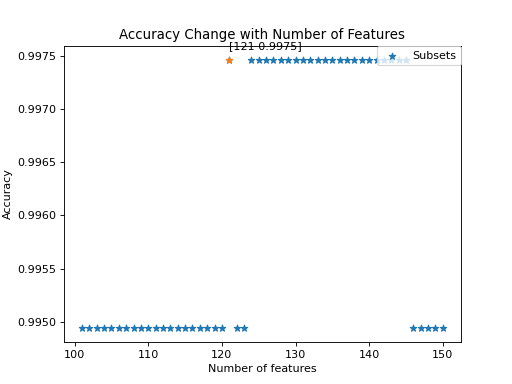 Accuracy Change with Number of Features
[121 0.9975]
Subsets
0.9975
0.9970
0.9965
0.9960
0.9955
0.9950
Accuracy
100 110 120 130 140 150
Number of features